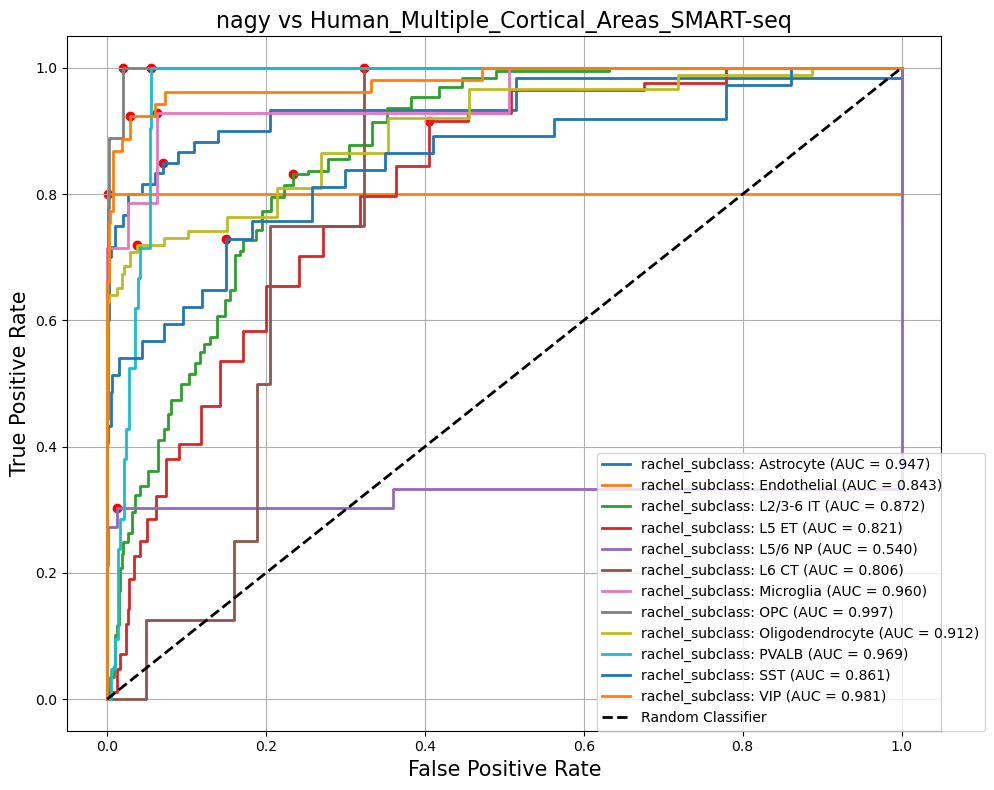 nagy vs Human_Multiple_Cortical_Areas_SMART-seq
True Positive Rate
1.0
0.8
0.6
0.4
0.2
0.0
rachel_subclass: Astrocyte (AUC = 0.947)
rachel_subclass: Endothelial (AUC = 0.843)
rachel_subclass: L2/3-6 IT (AUC = 0.872)
rachel_subclass: L5 ET (AUC = 0.821)
rachel_subclass: L5/6 NP (AUC = 0.540)
rachel_subclass: L6 CT (AUC = 0.806)
rachel_subclass: Microglia (AUC = 0.960)
rachel_subclass: OPC (AUC = 0.997)
rachel_subclass: Oligodendrocyte (AUC = 0.912)
rachel_subclass: PVALB (AUC = 0.969)
rachel_subclass: SST (AUC = 0.861)
rachel_subclass: VIP (AUC = 0.981)
Random Classifier
0.0 0.2 0.4 0.6 0.8 1.0
False Positive Rate